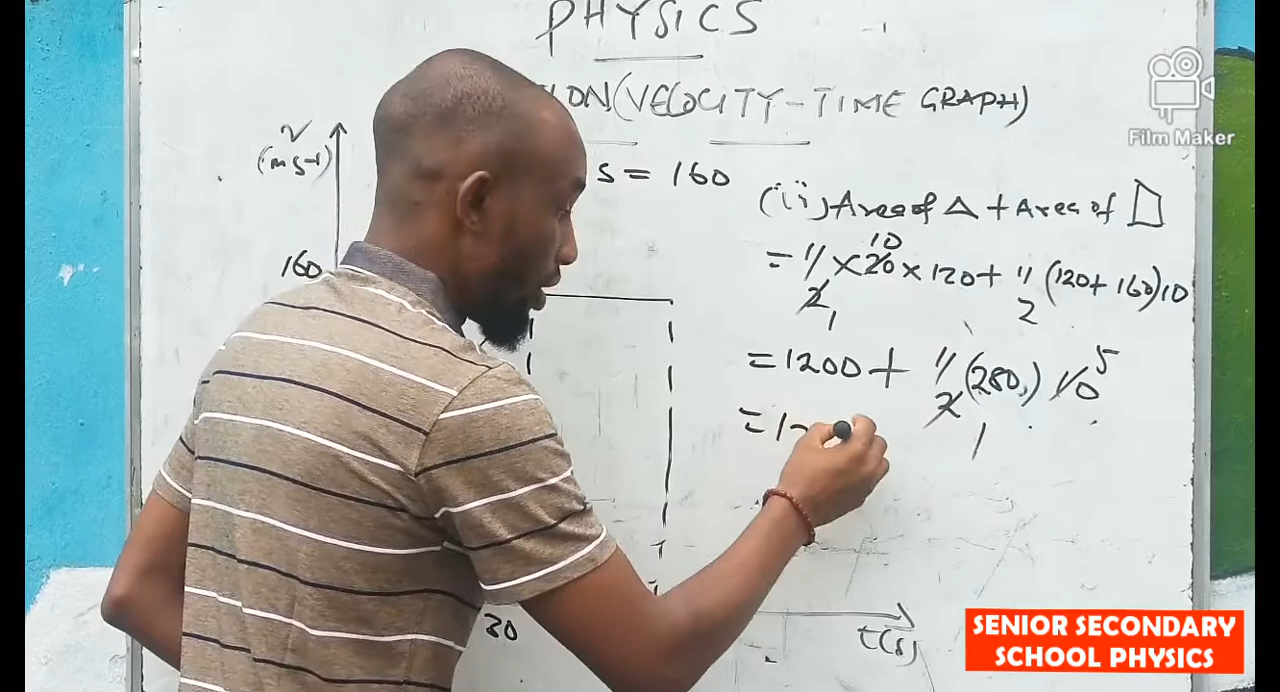 PHYSICS
ION (VELOCITY-TIME GRAPH)
Film Maker
V
(ms-1)
s = 160
(ii) Area of △ + Area of
160
= 1/2 × 20 × 120 + 1/2 (120 + 160)10
10
1
= 1200 + 1/2 (280) 10
5
1
= 1
30
t(s)
SENIOR SECONDARY
SCHOOL PHYSICS